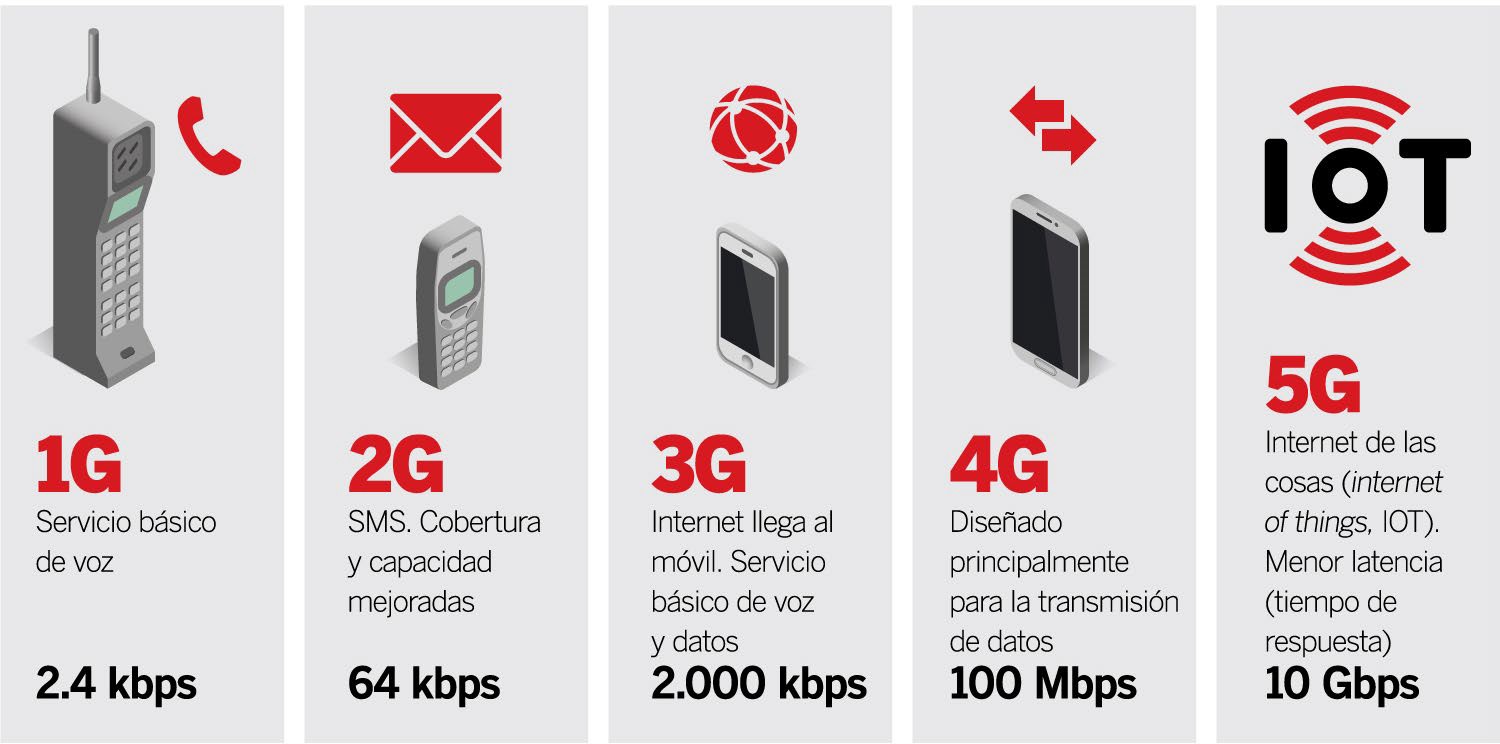 1G
Servicio básico
de voz
2.4 kbps
2G
SMS. Cobertura
y capacidad
mejoradas
64 kbps
3G
Internet llega al
móvil. Servicio
básico de voz
y datos
2.000 kbps
4G
Diseñado
principalmente
para la transmisión
de datos
100 Mbps
IOT
5G
Internet de las
cosas (internet
of things, IOT).
Menor latencia
(tiempo de
respuesta)
10 Gbps